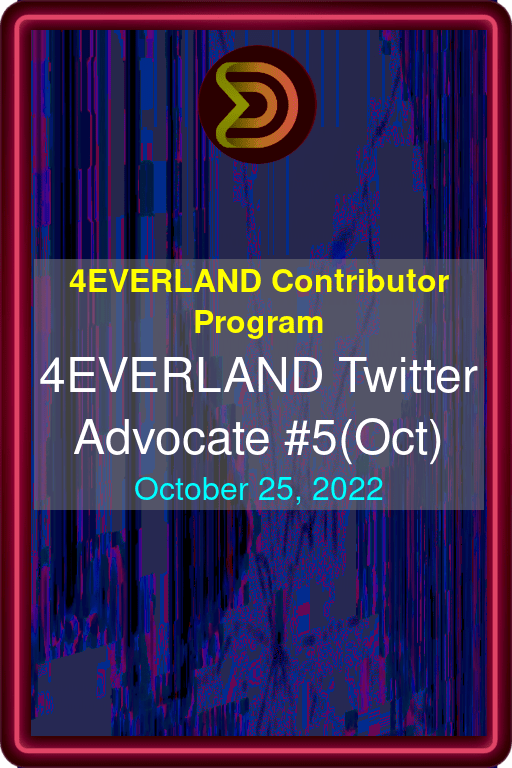 4EVERLAND Contributor
Program
4EVERLAND Twitter
Advocate #5(Oct)
October 25, 2022